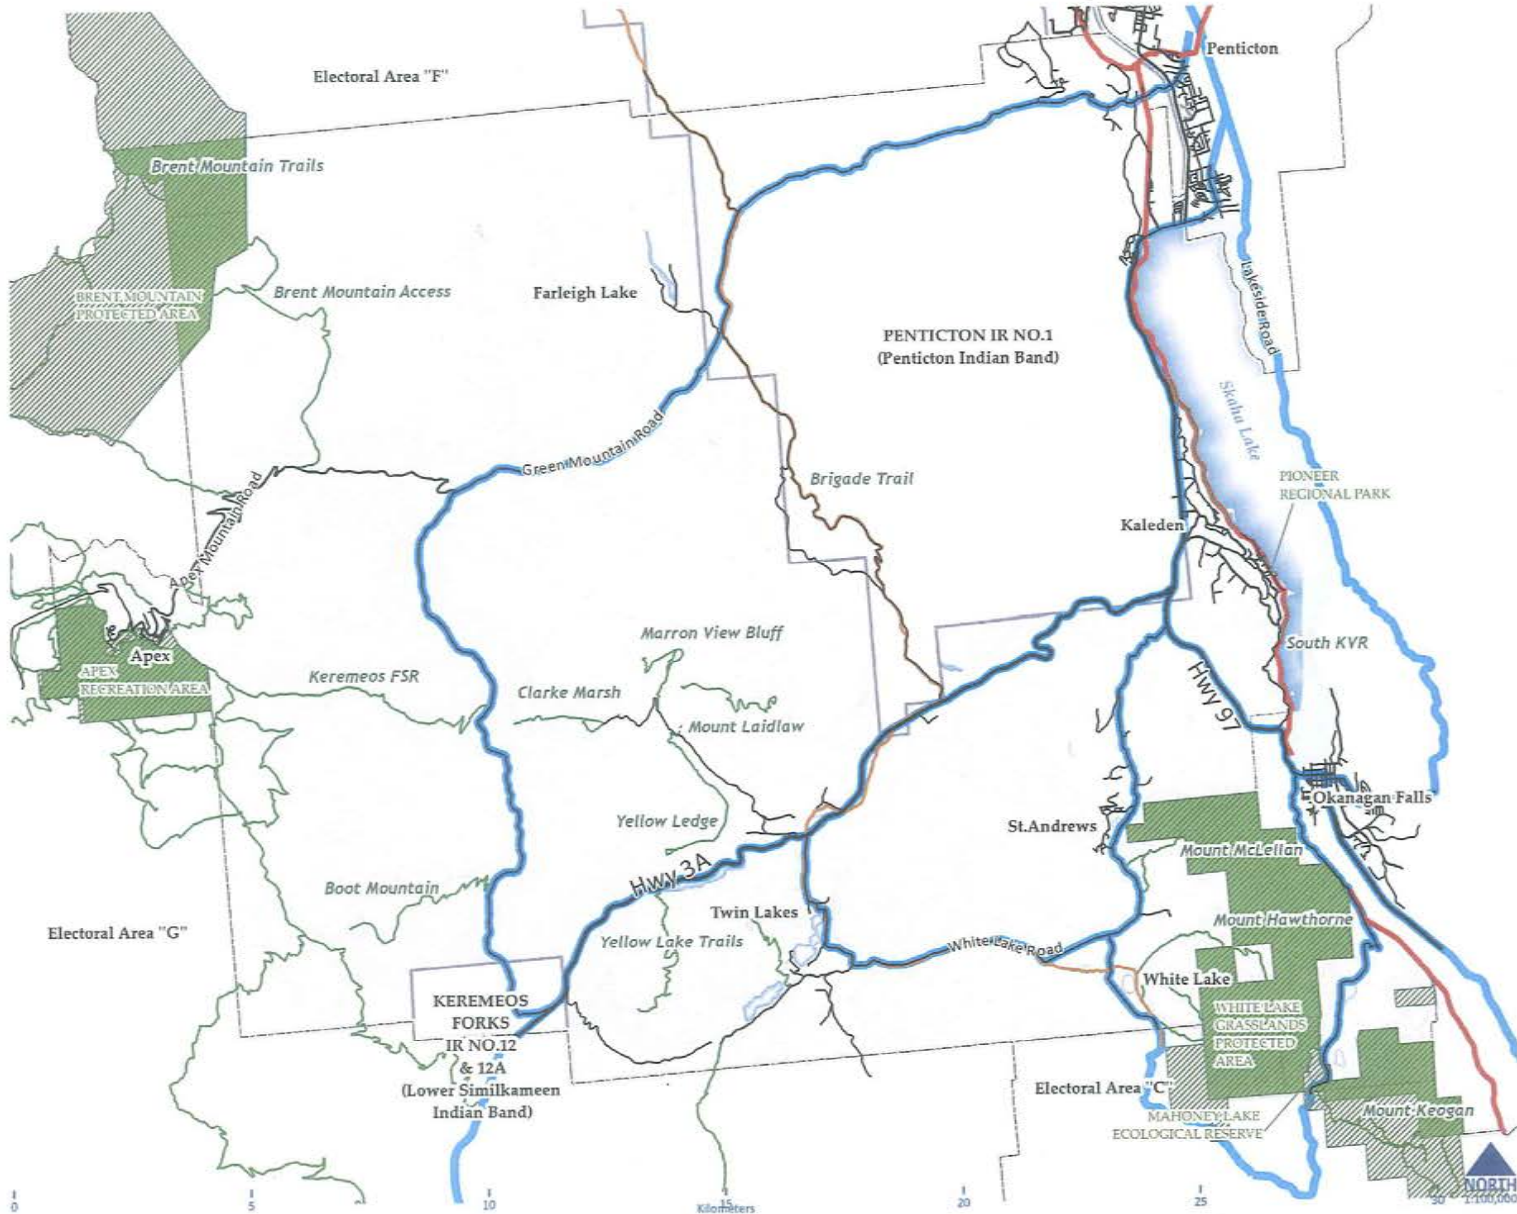 Penticton
Electoral Area "F"
Brent Mountain Trails
Lakeside Road
Brent Mountain Access
Farleigh Lake
BRENT MOUNTAIN
PROTECTED AREA
PENTICTON IR NO.1
(Penticton Indian Band)
Skaha Lake
Green Mountain Road
Brigade Trail
PIONEER
REGIONAL PARK
Apex Mountain Road
Kaleden
Marron View Bluff
South KVR
Apex
APEX
RECREATION AREA
Keremeos FSR
Clarke Marsh
Hwy 97
Mount Laidlaw
Okanagan Falls
Yellow Ledge
St.Andrews
Mount McLellan
Hwy 3A
Boot Mountain
Twin Lakes
Mount Hawthorne
Electoral Area "G"
Yellow Lake Trails
White Lake Road
White Lake
KEREMEOS
FORKS
IR NO.12
& 12A
(Lower Similkameen
Indian Band)
WHITE LAKE
GRASSLANDS
PROTECTED
AREA
Electoral Area "C"
MAHONEY LAKE
ECOLOGICAL RESERVE
Mount Keogan
NORTH
0 5 10 15 20 25 30
Kilometers
1:100,000